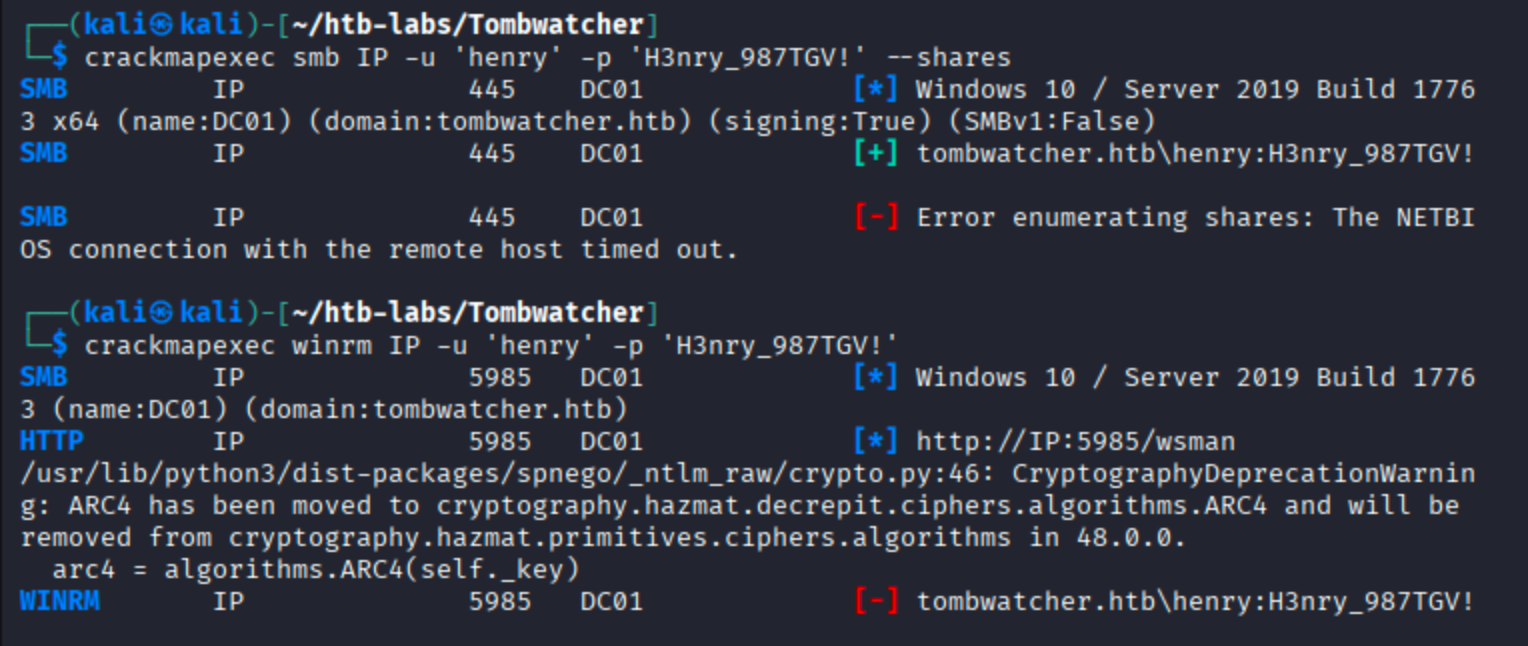 ┌──(kali㉿kali)-[~/htb-labs/Tombwatcher]
└─$ crackmapexec smb IP -u 'henry' -p 'H3nry_987TGV!' --shares
SMB         IP              445    DC01             [*] Windows 10 / Server 2019 Build 1776
3 x64 (name:DC01) (domain:tombwatcher.htb) (signing:True) (SMBv1:False)
SMB         IP              445    DC01             [+] tombwatcher.htb\henry:H3nry_987TGV!
SMB         IP              445    DC01             [-] Error enumerating shares: The NETBI
OS connection with the remote host timed out.
┌──(kali㉿kali)-[~/htb-labs/Tombwatcher]
└─$ crackmapexec winrm IP -u 'henry' -p 'H3nry_987TGV!'
SMB         IP              5985   DC01             [*] Windows 10 / Server 2019 Build 1776
3 (name:DC01) (domain:tombwatcher.htb)
HTTP        IP              5985   DC01             [*] http://IP:5985/wsman
/usr/lib/python3/dist-packages/spnego/_ntlm_raw/crypto.py:46: CryptographyDeprecationWarnin
g: ARC4 has been moved to cryptography.hazmat.decrepit.ciphers.algorithms.ARC4 and will be
removed from cryptography.hazmat.primitives.ciphers.algorithms in 48.0.0.
  arc4 = algorithms.ARC4(self._key)
WINRM       IP              5985   DC01             [-] tombwatcher.htb\henry:H3nry_987TGV!